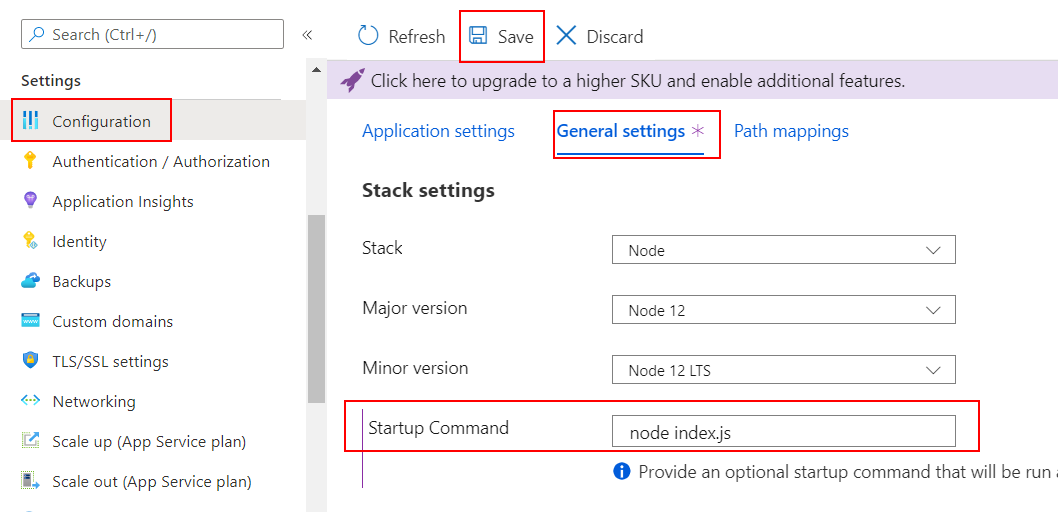 Search (Ctrl+/)
«
Settings
Configuration
Authentication / Authorization
Application Insights
Identity
Backups
Custom domains
TLS/SSL settings
Networking
Scale up (App Service plan)
Scale out (App Service plan)
Refresh
Save
Discard
Click here to upgrade to a higher SKU and enable additional features.
Application settings
General settings *
Path mappings
Stack settings
Stack
Node
Major version
Node 12
Minor version
Node 12 LTS
Startup Command
node index.js
Provide an optional startup command that will be run